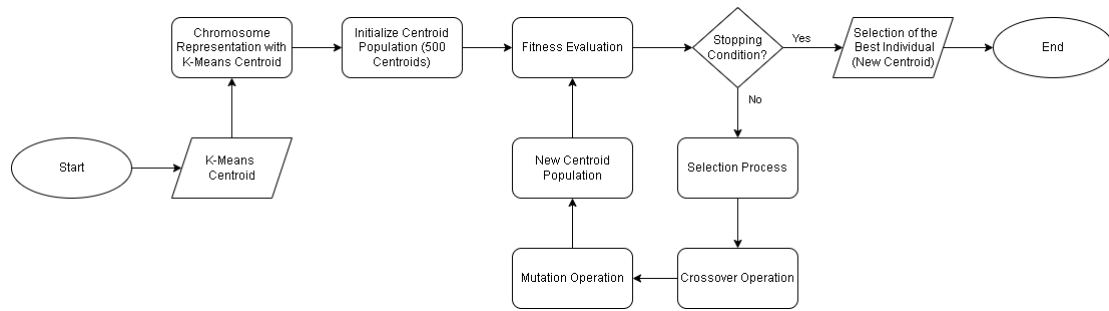 Start
K-Means
Centroid
Chromosome
Representation with
K-Means Centroid
Initialize Centroid
Population (500
Centroids)
Fitness Evaluation
Stopping
Condition?
Yes
Selection of the
Best Individual
(New Centroid)
End
No
Selection Process
Crossover Operation
Mutation Operation
New Centroid
Population